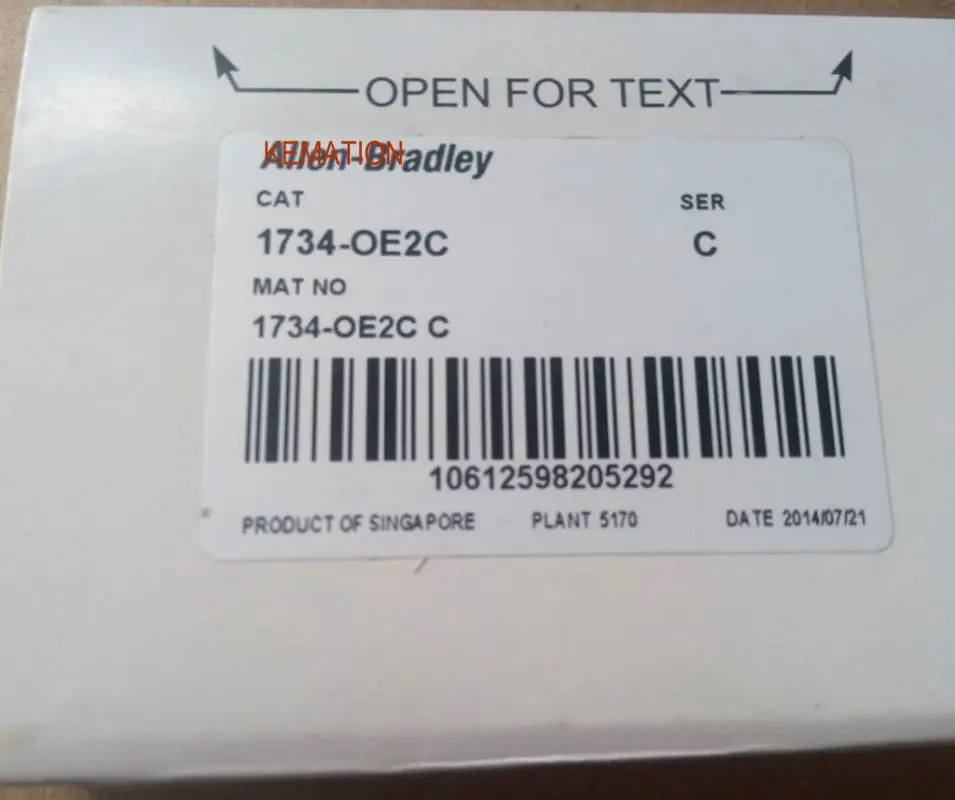 OPEN FOR TEXT
KEMATION
Allen-Bradley
CAT SER
1734-OE2C C
MAT NO
1734-OE2C C
10612598205292
PRODUCT OF SINGAPORE PLANT 5170 DATE 2014/07/21